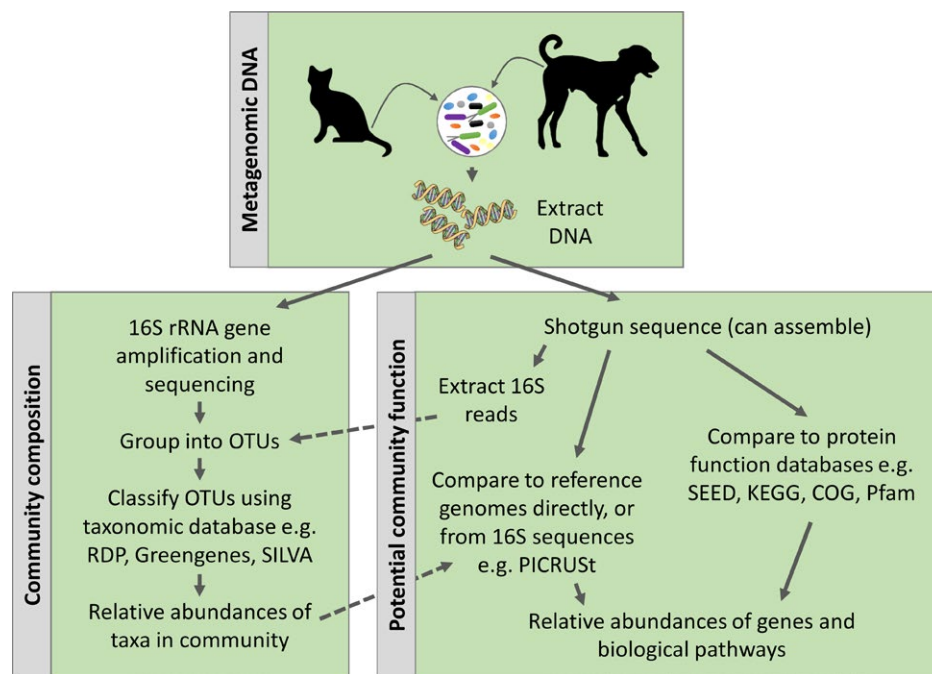 Metagenomic DNA
Extract
DNA
Community composition
16S rRNA gene
amplification and
sequencing
Group into OTUs
Classify OTUs using
taxonomic database e.g.
RDP, Greengenes, SILVA
Relative abundances of
taxa in community
Potential community function
Shotgun sequence (can assemble)
Extract 16S
reads
Compare to reference
genomes directly, or
from 16S sequences
e.g. PICRUSt
Compare to protein
function databases e.g.
SEED, KEGG, COG, Pfam
Relative abundances of genes and
biological pathways